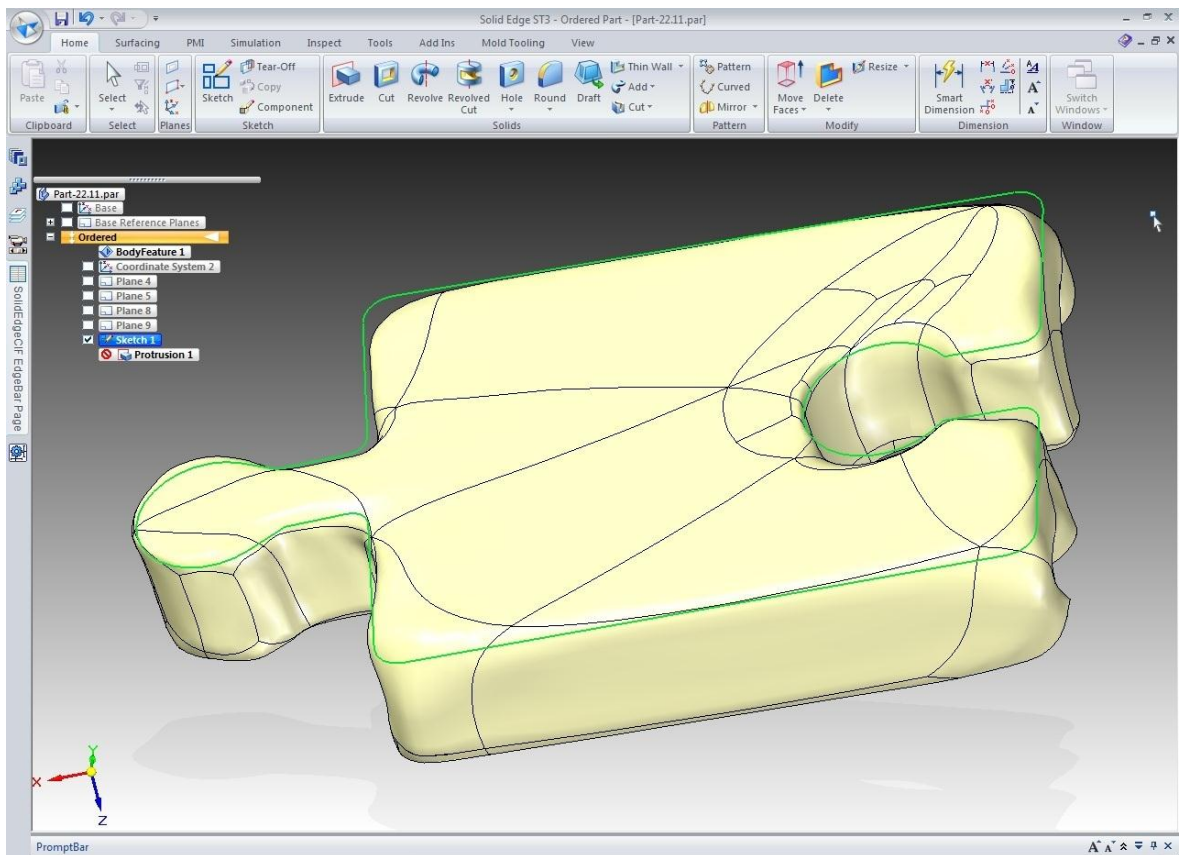 Solid Edge ST3 - Ordered Part - [Part-22.11.par]
Home Surfacing PMI Simulation Inspect Tools Add Ins Mold Tooling View
Paste
Clipboard
Select
Select
Planes
Sketch
Tear-Off
Copy
Component
Sketch
Extrude
Cut
Revolve
Revolved Cut
Hole
Round
Draft
Thin Wall
Add
Cut
Solids
Pattern
Curved
Mirror
Pattern
Move Faces
Delete
Resize
Modify
Smart Dimension
Dimension
Switch Windows
Window
SolidEdgeCIF EdgeBar Page
Part-22.11.par
Base
Base Reference Planes
Ordered
BodyFeature 1
Coordinate System 2
Plane 4
Plane 5
Plane 8
Plane 9
Sketch 1
Protrusion 1
Y
X
Z
PromptBar